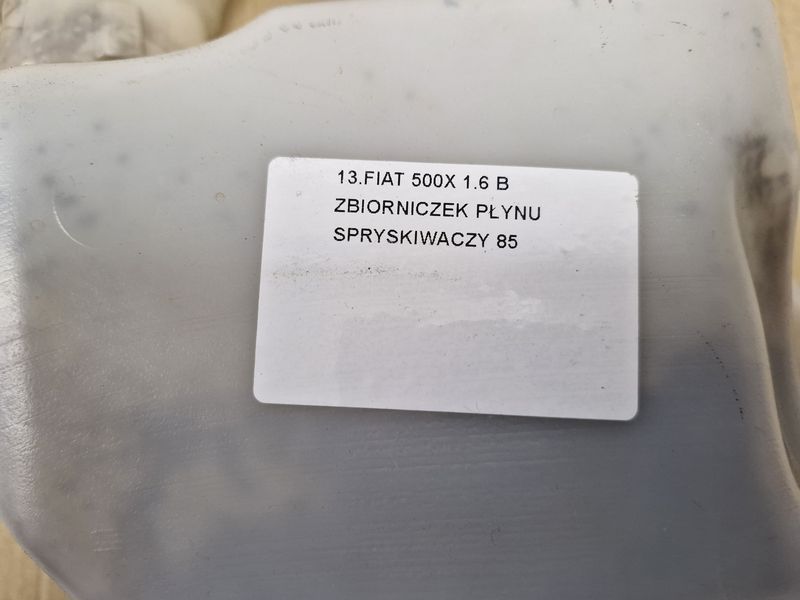 13.FIAT 500X 1.6 B
ZBIORNICZEK PŁYNU
SPRYSKIWACZY 85